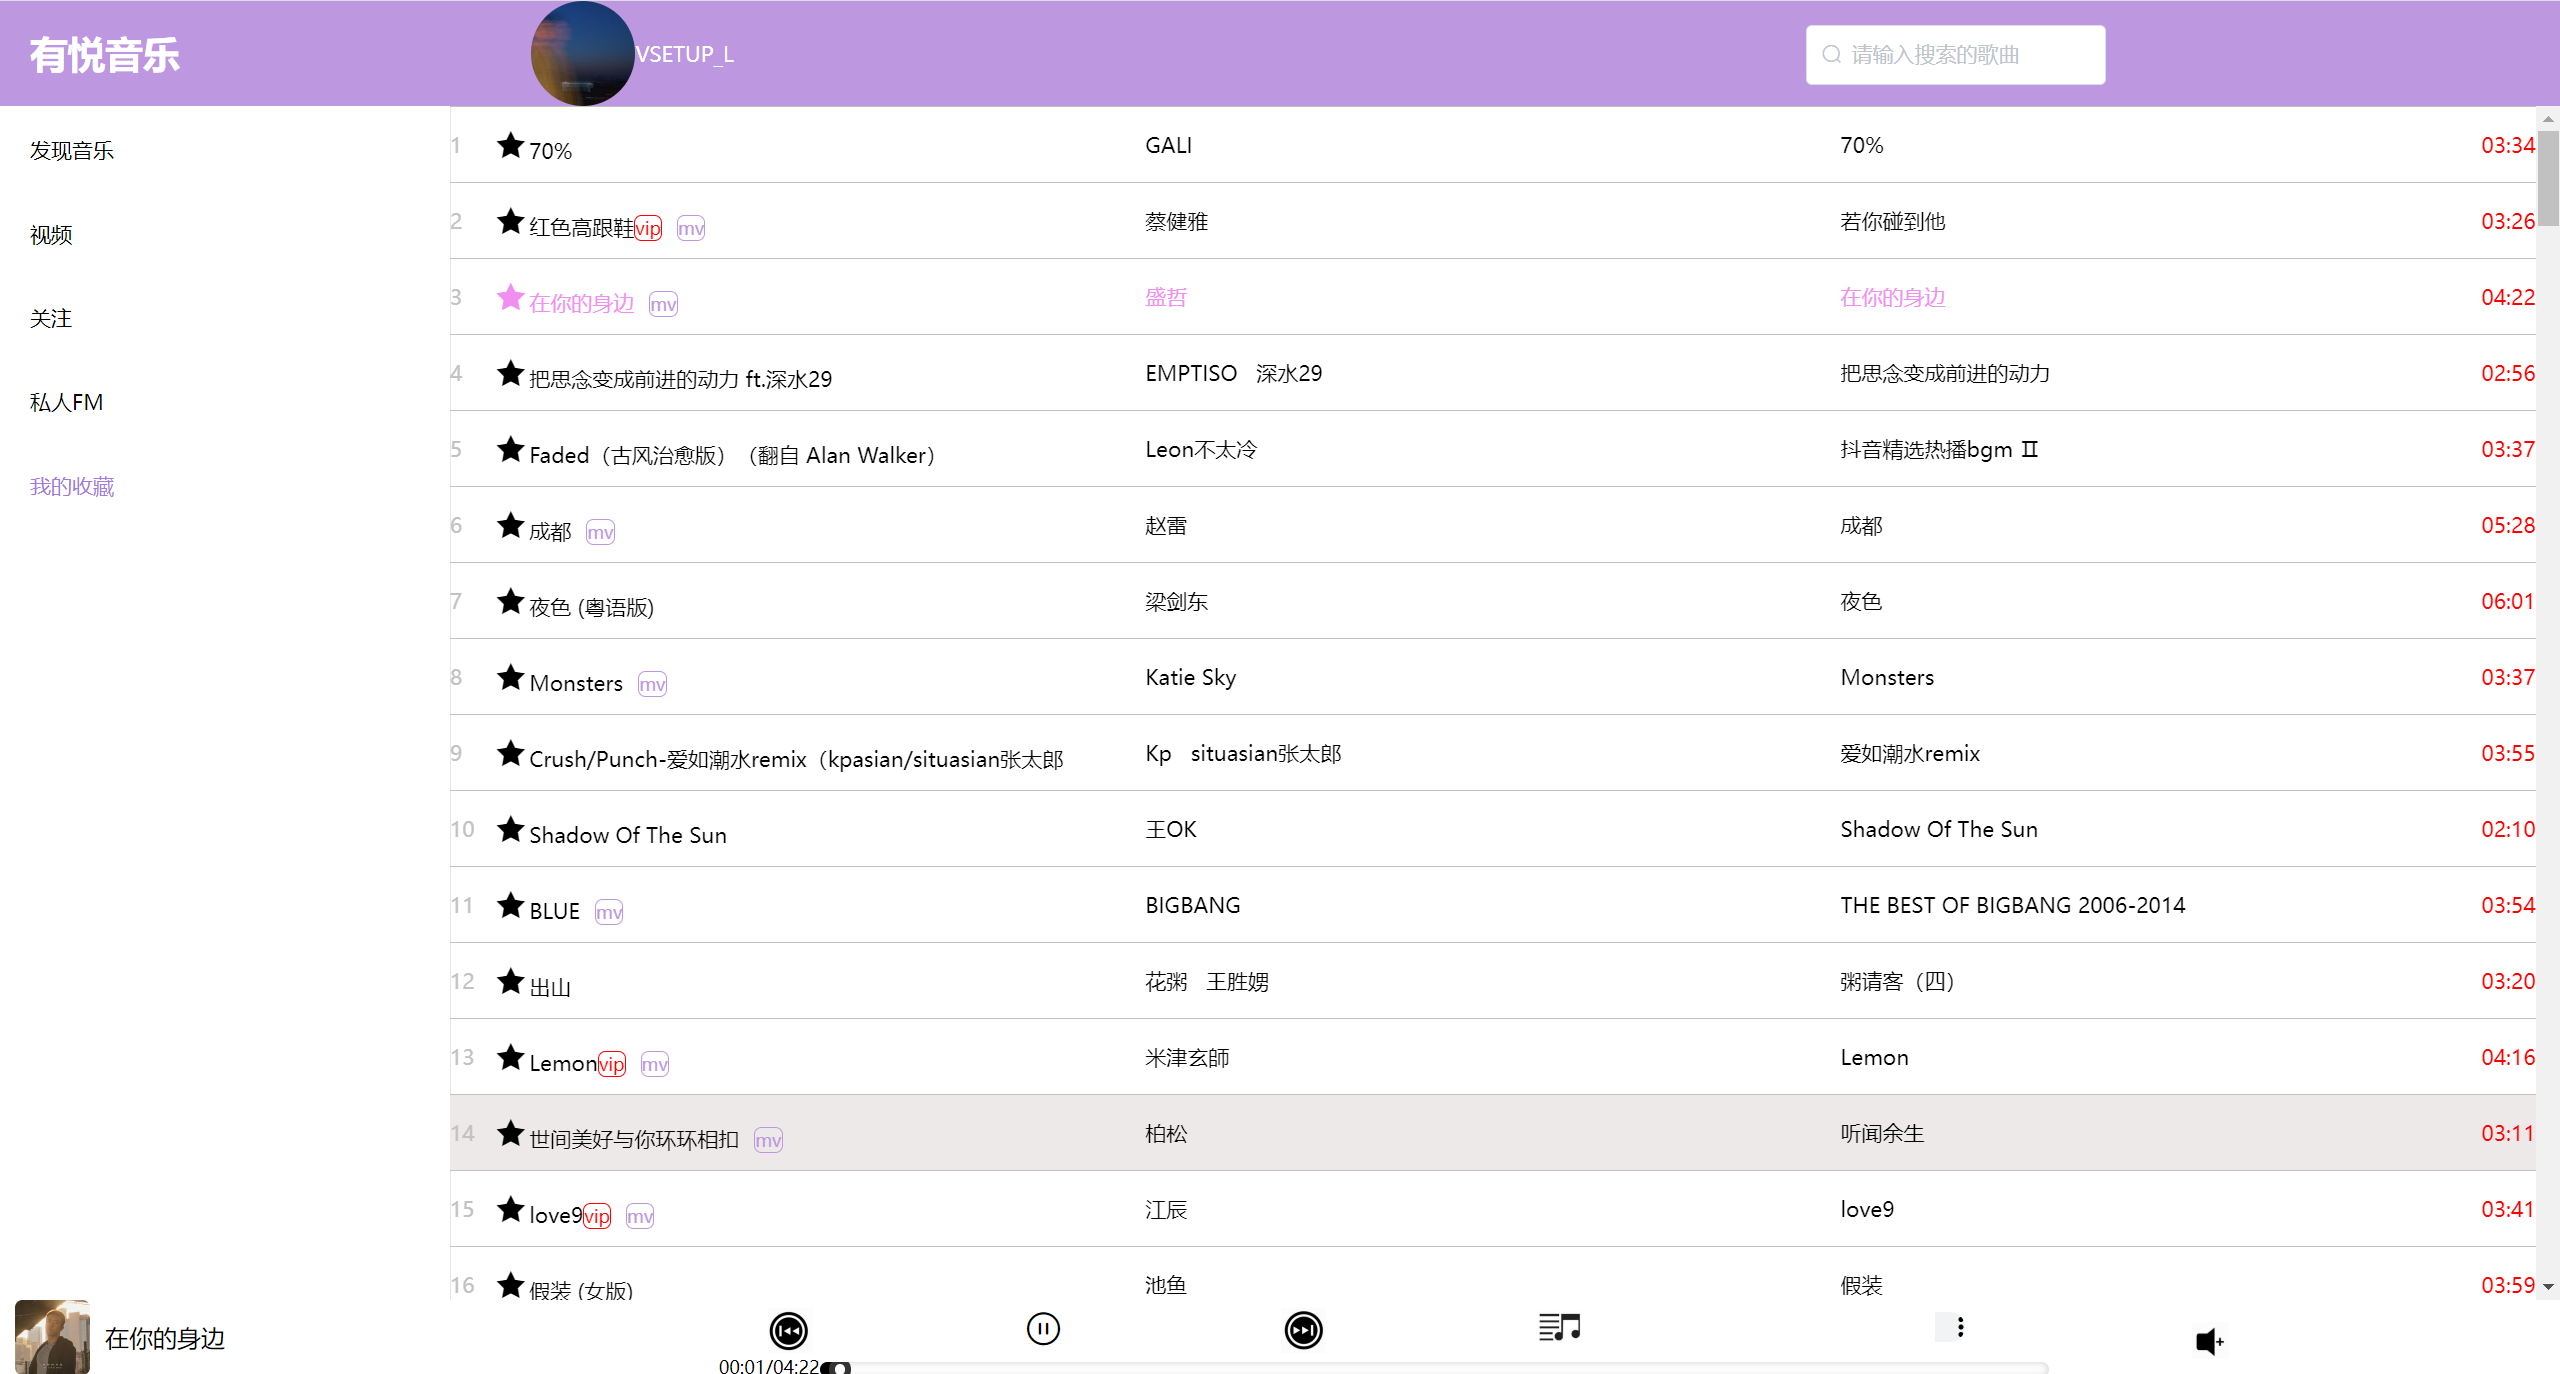 有悦音乐
VSETUP_L
请输入搜索的歌曲
发现音乐
视频
关注
私人FM
我的收藏
1 70% GALI 70% 03:34
2 红色高跟鞋 vip mv 蔡健雅 若你碰到他 03:26
3 在你的身边 mv 盛哲 在你的身边 04:22
4 把思念变成前进的动力 ft.深水29 EMPTISO 深水29 把思念变成前进的动力 02:56
5 Faded（古风治愈版）（翻自 Alan Walker） Leon不太冷 抖音精选热播bgm Ⅱ 03:37
6 成都 mv 赵雷 成都 05:28
7 夜色 (粤语版) 梁剑东 夜色 06:01
8 Monsters mv Katie Sky Monsters 03:37
9 Crush/Punch-爱如潮水remix（kpasian/situasian张太郎 Kp situasian张太郎 爱如潮水remix 03:55
10 Shadow Of The Sun 王OK Shadow Of The Sun 02:10
11 BLUE mv BIGBANG THE BEST OF BIGBANG 2006-2014 03:54
12 出山 花粥 王胜娚 粥请客（四） 03:20
13 Lemon vip mv 米津玄師 Lemon 04:16
14 世间美好与你环环相扣 mv 柏松 听闻余生 03:11
15 love9 vip mv 江辰 love9 03:41
16 假装 (女版) 池鱼 假装 03:59
在你的身边
00:01/04:22